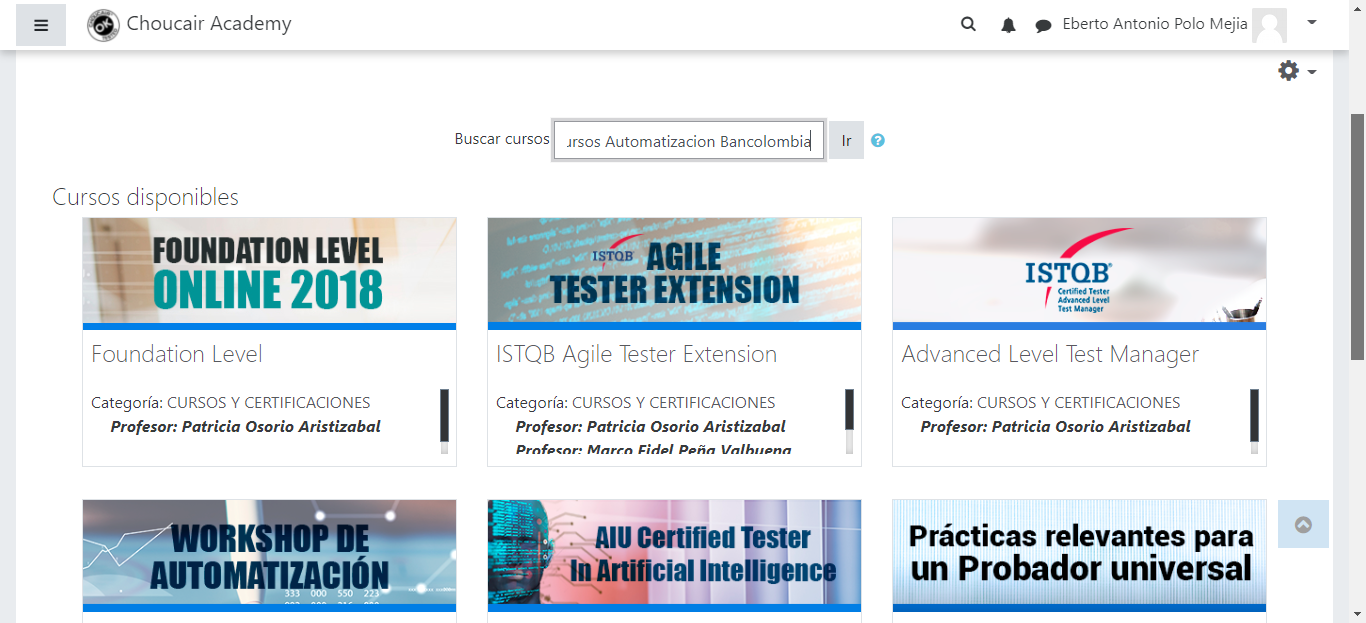 Choucair Academy
Eberto Antonio Polo Mejia
Buscar cursos
ursos Automatizacion Bancolombia
Ir
Cursos disponibles
FOUNDATION LEVEL
ONLINE 2018
ISTQB AGILE
TESTER EXTENSION
ISTQB®
Certified Tester
Advanced Level
Test Manager
Foundation Level
ISTQB Agile Tester Extension
Advanced Level Test Manager
Categoría: CURSOS Y CERTIFICACIONES
Profesor: Patricia Osorio Aristizabal
Categoría: CURSOS Y CERTIFICACIONES
Profesor: Patricia Osorio Aristizabal
Profesor: Marco Fidel Peña Valbuena
Categoría: CURSOS Y CERTIFICACIONES
Profesor: Patricia Osorio Aristizabal
WORKSHOP DE
AUTOMATIZACIÓN
333 000 550 223
AIU Certified Tester
In Artificial Intelligence
Prácticas relevantes para
un Probador universal